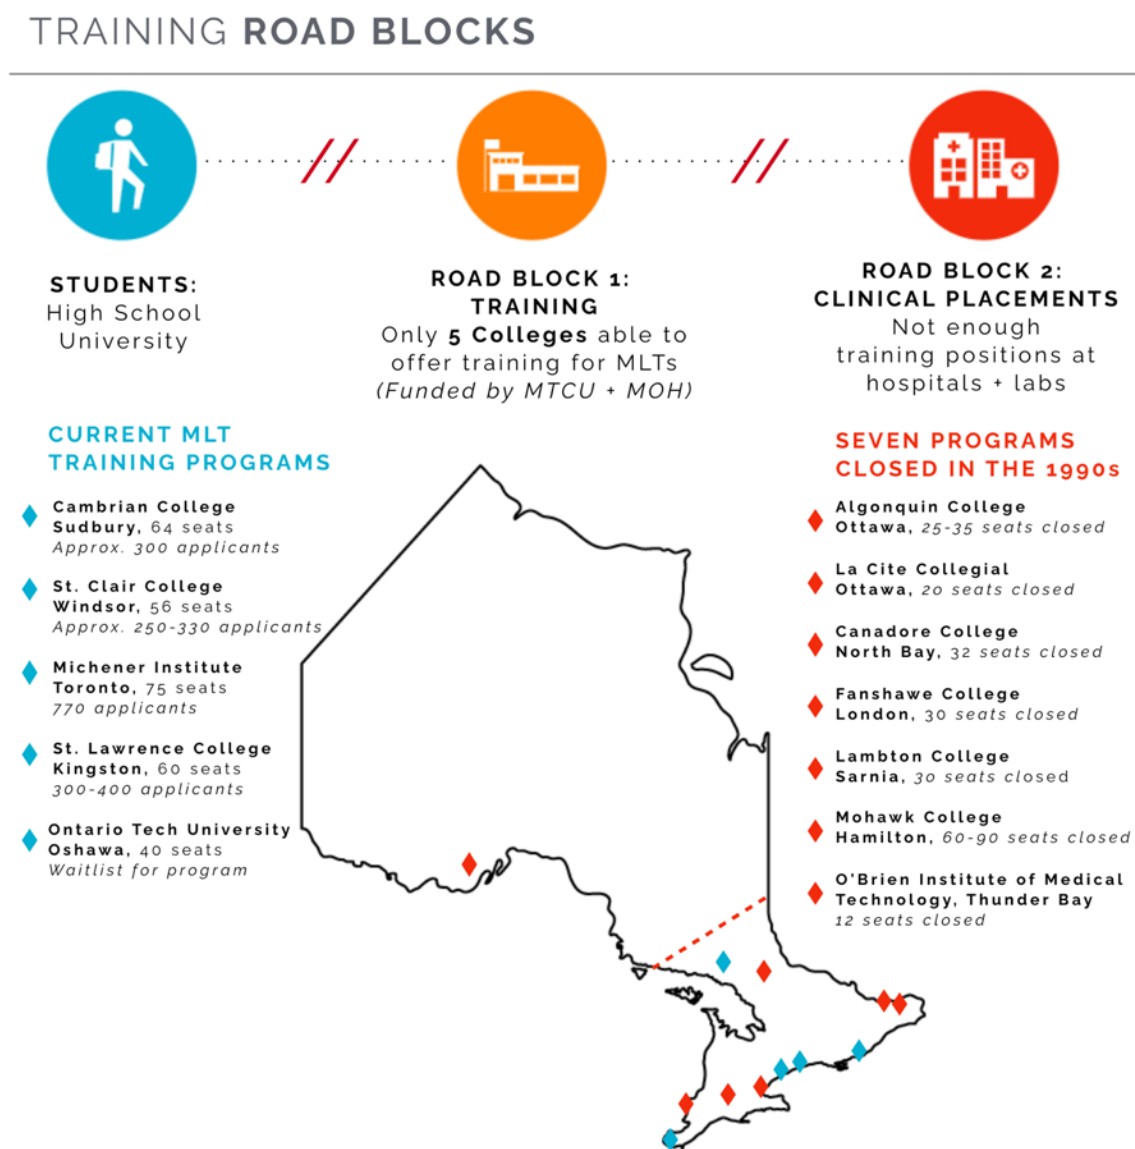 TRAINING ROAD BLOCKS
STUDENTS:
High School
University
ROAD BLOCK 1:
TRAINING
Only 5 Colleges able to
offer training for MLTs
(Funded by MTCU + MOH)
ROAD BLOCK 2:
CLINICAL PLACEMENTS
Not enough
training positions at
hospitals + labs
CURRENT MLT
TRAINING PROGRAMS
Cambrian College
Sudbury, 64 seats
Approx. 300 applicants
St. Clair College
Windsor, 56 seats
Approx. 250-330 applicants
Michener Institute
Toronto, 75 seats
770 applicants
St. Lawrence College
Kingston, 60 seats
300-400 applicants
Ontario Tech University
Oshawa, 40 seats
Waitlist for program
SEVEN PROGRAMS
CLOSED IN THE 1990s
Algonquin College
Ottawa, 25-35 seats closed
La Cite Collegial
Ottawa, 20 seats closed
Canadore College
North Bay, 32 seats closed
Fanshawe College
London, 30 seats closed
Lambton College
Sarnia, 30 seats closed
Mohawk College
Hamilton, 60-90 seats closed
O'Brien Institute of Medical
Technology, Thunder Bay
12 seats closed